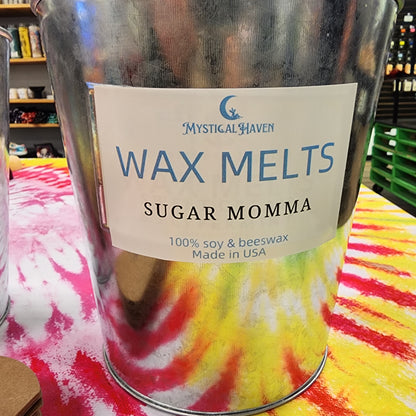 Mystical Haven
WAX MELTS
SUGAR MOMMA
100% soy & beeswax
Made in USA